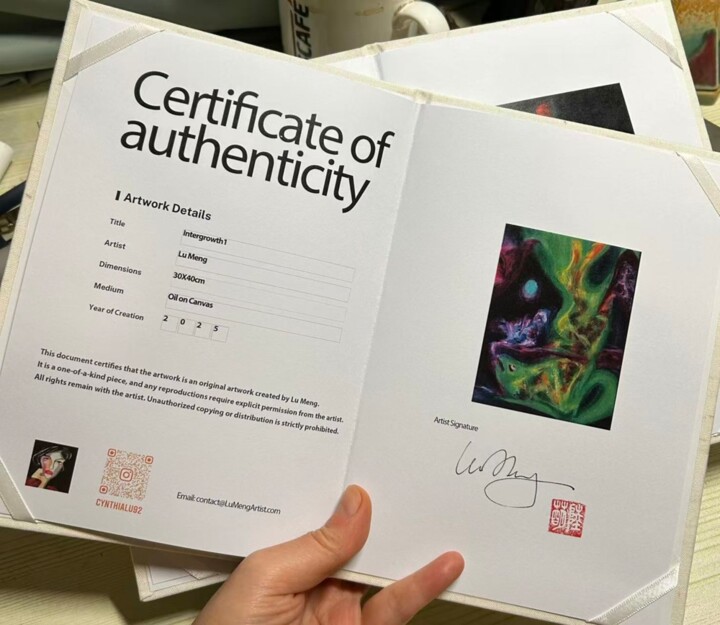 CAFÉ
Certificate of
authenticity
Artwork Details
Title Intergrowth1
Artist Lu Meng
Dimensions 30X40cm
Medium Oil on Canvas
Year of Creation 2 0 2 5
This document certifies that the artwork is an original artwork created by Lu Meng.
It is a one-of-a-kind piece, and any reproductions require explicit permission from the artist.
All rights remain with the artist. Unauthorized copying or distribution is strictly prohibited.
CYNTHIALU82
Email: contact@LuMengArtist.com
Artist Signature
Lu Meng